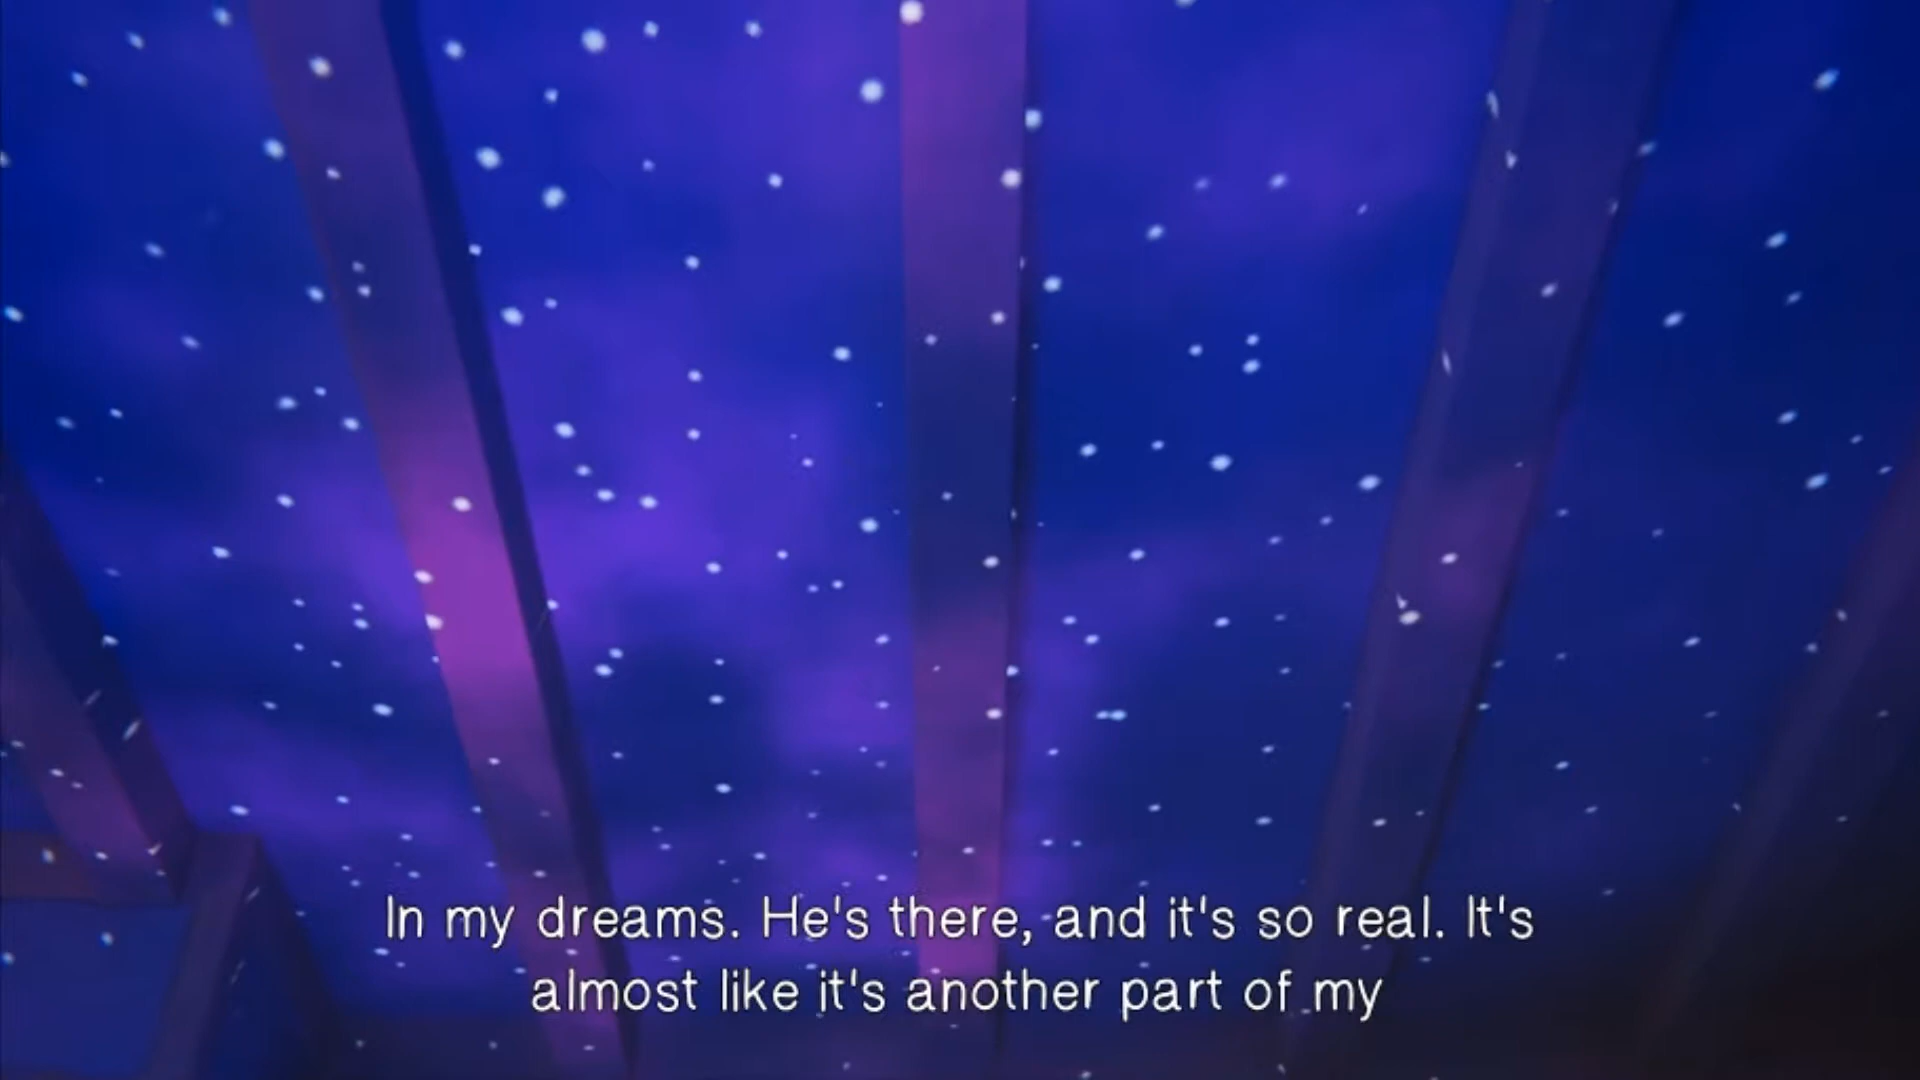 In my dreams. He's there, and it's so real. It's
almost like it's another part of my